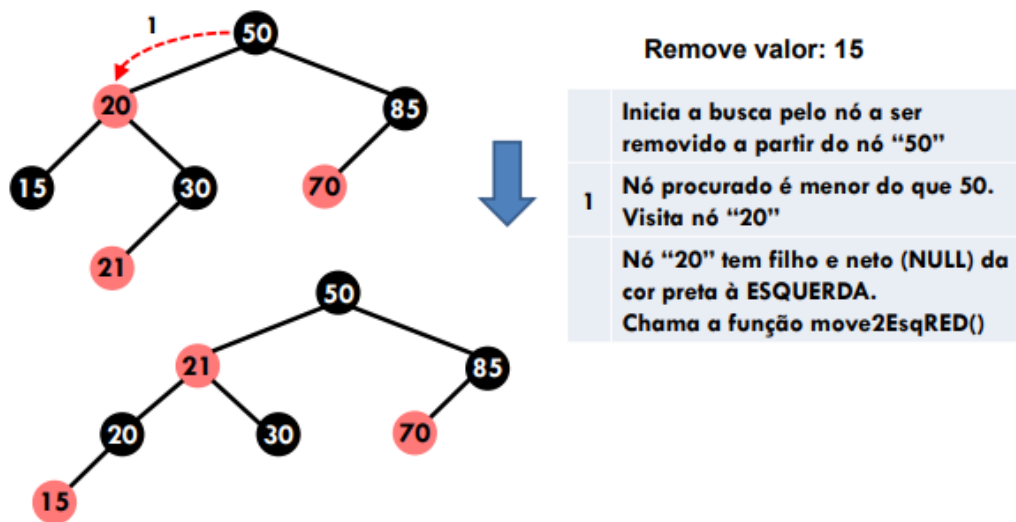 1
50
20
85
15
30
70
21
50
21
85
20
30
70
15
Remove valor: 15
Inicia a busca pelo nó a ser
removido a partir do nó “50”
1
Nó procurado é menor do que 50.
Visita nó “20”
Nó “20” tem filho e neto (NULL) da
cor preta à ESQUERDA.
Chama a função move2EsqRED()